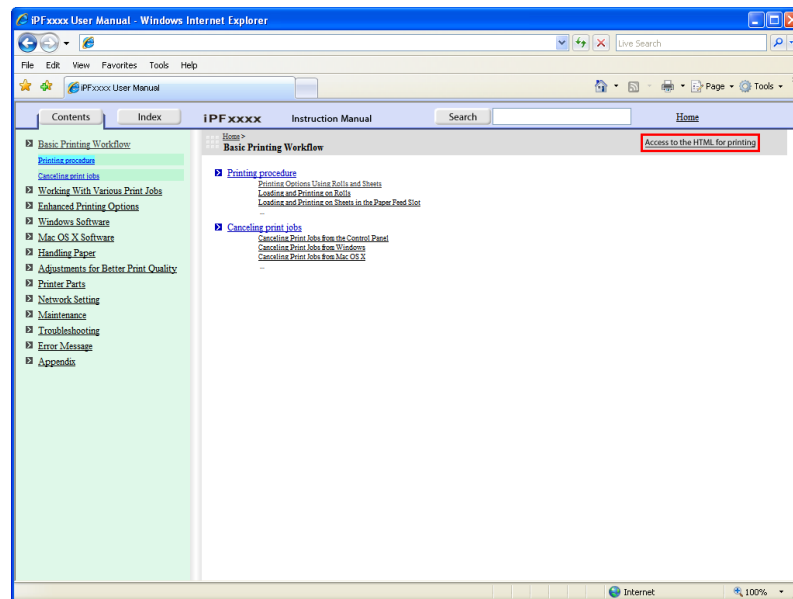 iPFxxxx User Manual - Windows Internet Explorer
Live Search
File Edit View Favorites Tools Help
iPFxxxx User Manual
Page Tools
Contents Index iPFxxxx Instruction Manual Search Home
Home>
Basic Printing Workflow
Access to the HTML for printing
Basic Printing Workflow
Printing procedure
Canceling print jobs
Working With Various Print Jobs
Enhanced Printing Options
Windows Software
Mac OS X Software
Handling Paper
Adjustments for Better Print Quality
Printer Parts
Network Setting
Maintenance
Troubleshooting
Error Message
Appendix
Printing procedure
Printing Options Using Rolls and Sheets
Loading and Printing on Rolls
Loading and Printing on Sheets in the Paper Feed Slot
...
Canceling print jobs
Canceling Print Jobs from the Control Panel
Canceling Print Jobs from Windows
Canceling Print Jobs from Mac OS X
...
Internet 100%